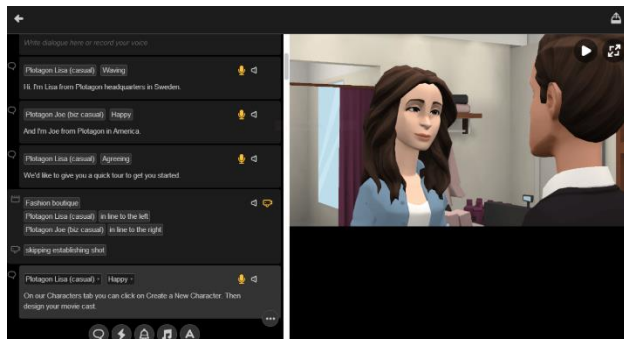 Write dialogue here or record your voice
Plotagon Lisa (casual) Waving
Hi. I'm Lisa from Plotagon headquarters in Sweden.
Plotagon Joe (biz casual) Happy
And I'm Joe from Plotagon in America.
Plotagon Lisa (casual) Agreeing
We'd like to give you a quick tour to get you started
Fashion boutique
Plotagon Lisa (casual) in line to the left
Plotagon Joe (biz casual) in line to the right
skipping establishing shot
Plotagon Lisa (casual) Happy
On our Characters tab you can click on Create a New Character. Then
design your movie cast.
A